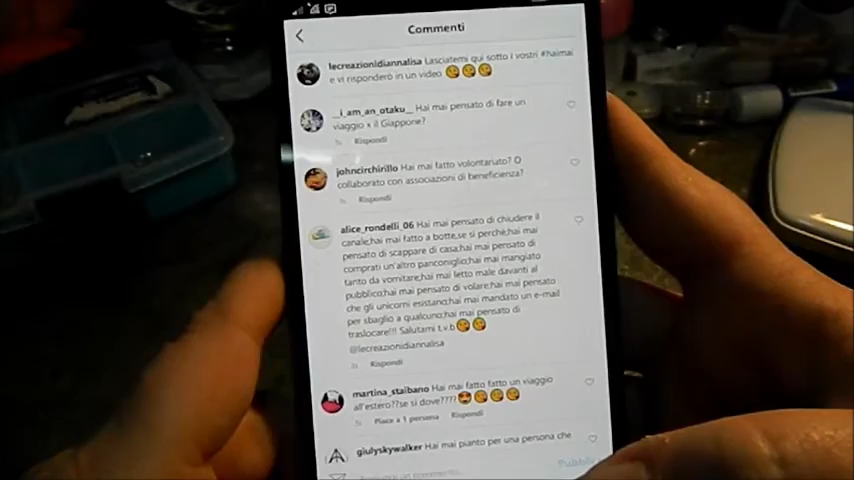 Commenti
lecreazionidiannalisa Lasciatemi qui sotto i vostri #haimai
e vi risponderò in un video 😘😘😘
__i_am_an_otaku__ Hai mai pensato di fare un
viaggio x il Giappone?
Rispondi
johncirchirillo Hai mai fatto volontariato? O
collaborato con associazioni di beneficienza?
Rispondi
alice_rondelli_06 Hai mai pensato di chiudere il
canale,hai mai fatto a botte,se si perché,hai mai
pensato di scappare di casa,hai mai pensato di
comprati un'altro panconiglio,hai mai mangiato
tanto da vomitare,hai mai letto male davanti al
pubblico,hai mai pensato di volare,hai mai pensato
che gli unicorni esistano,hai mai mandato un e-mail
per sbaglio a qualcuno,hai mai pensato di
traslocare!!! Salutami t.v.b 😘😘
@lecreazionidiannalisa
Rispondi
martina_staibano Hai mai fatto fatto un viaggio
all'estero??se si dove???? 😍😘😘😘
Piace a 1 persona Rispondi
giulyskywalker Hai mai pianto per una persona che
Aggiungi un commento...